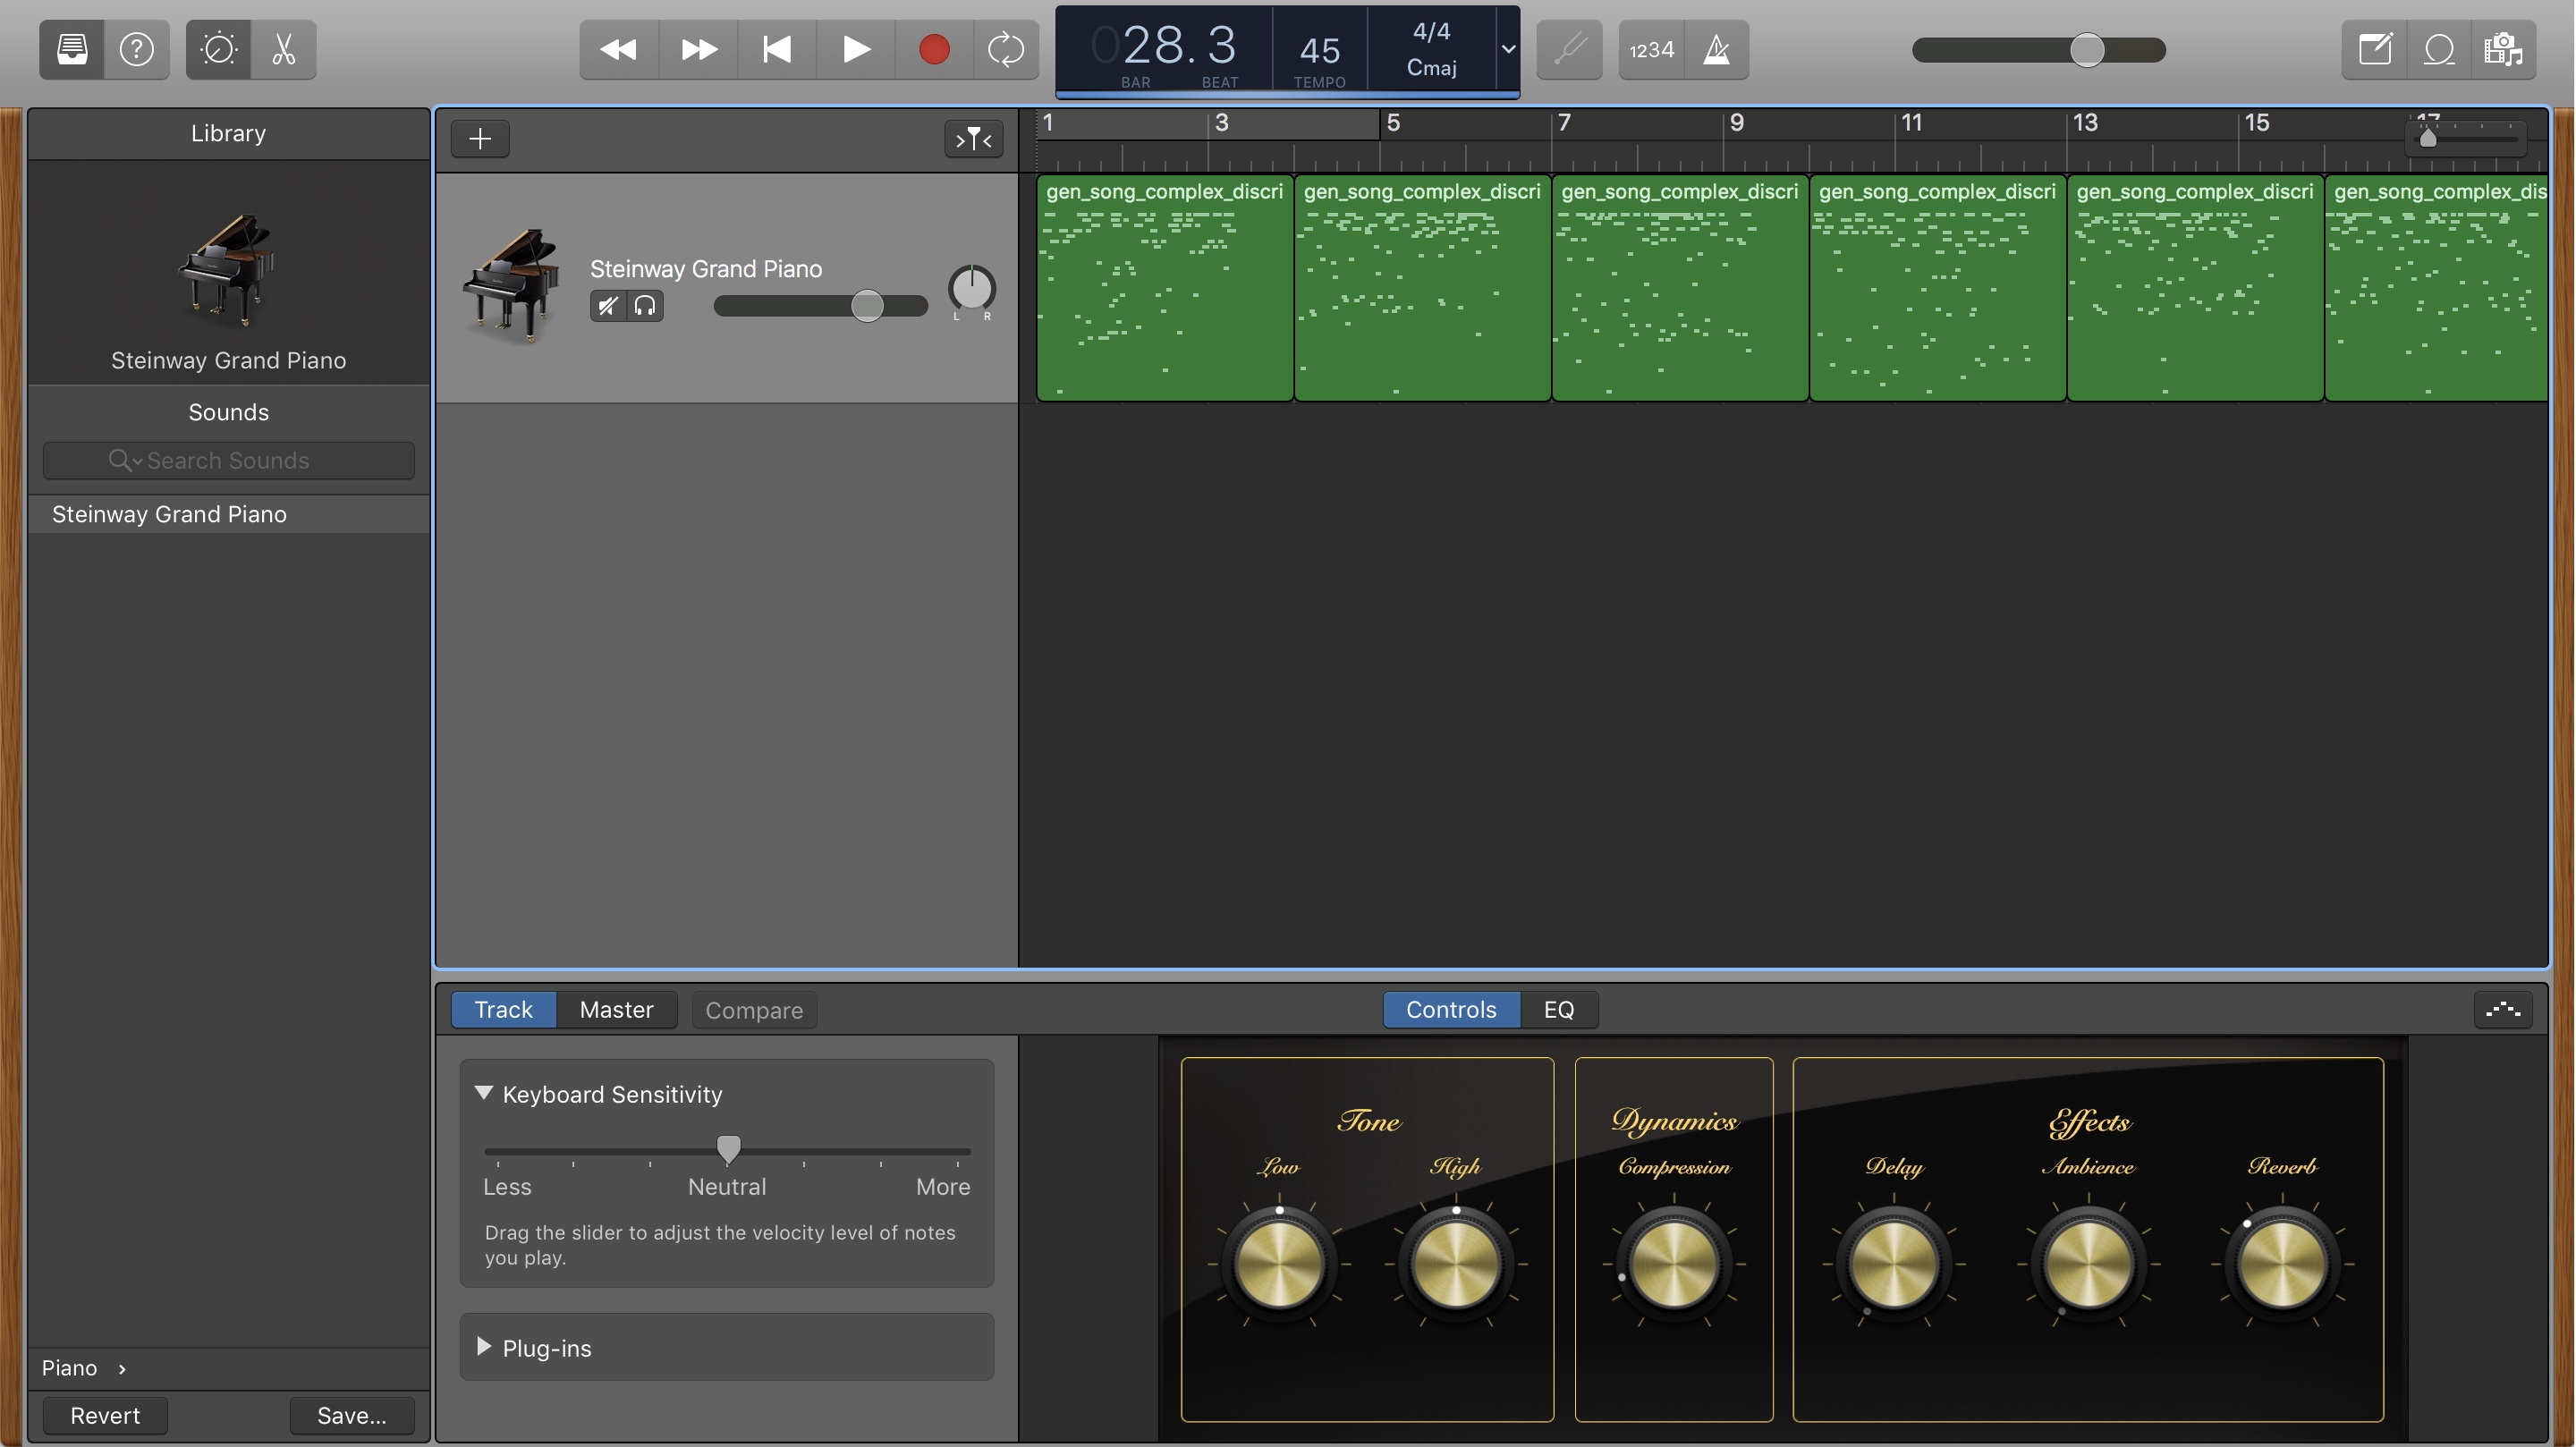 028.3
BAR
BEAT
45
TEMPO
4/4
Cmaj
1234
Library
Steinway Grand Piano
Sounds
Search Sounds
Steinway Grand Piano
Piano
Revert
Save...
1
3
5
7
9
11
13
15
17
Steinway Grand Piano
L R
gen_song_complex_discri
gen_song_complex_discri
gen_song_complex_discri
gen_song_complex_discri
gen_song_complex_discri
gen_song_complex_dis
Track
Master
Compare
Controls
EQ
Keyboard Sensitivity
Less
Neutral
More
Drag the slider to adjust the velocity level of notes
you play.
Plug-ins
Tone
Low
High
Dynamics
Compression
Effects
Delay
Ambience
Reverb